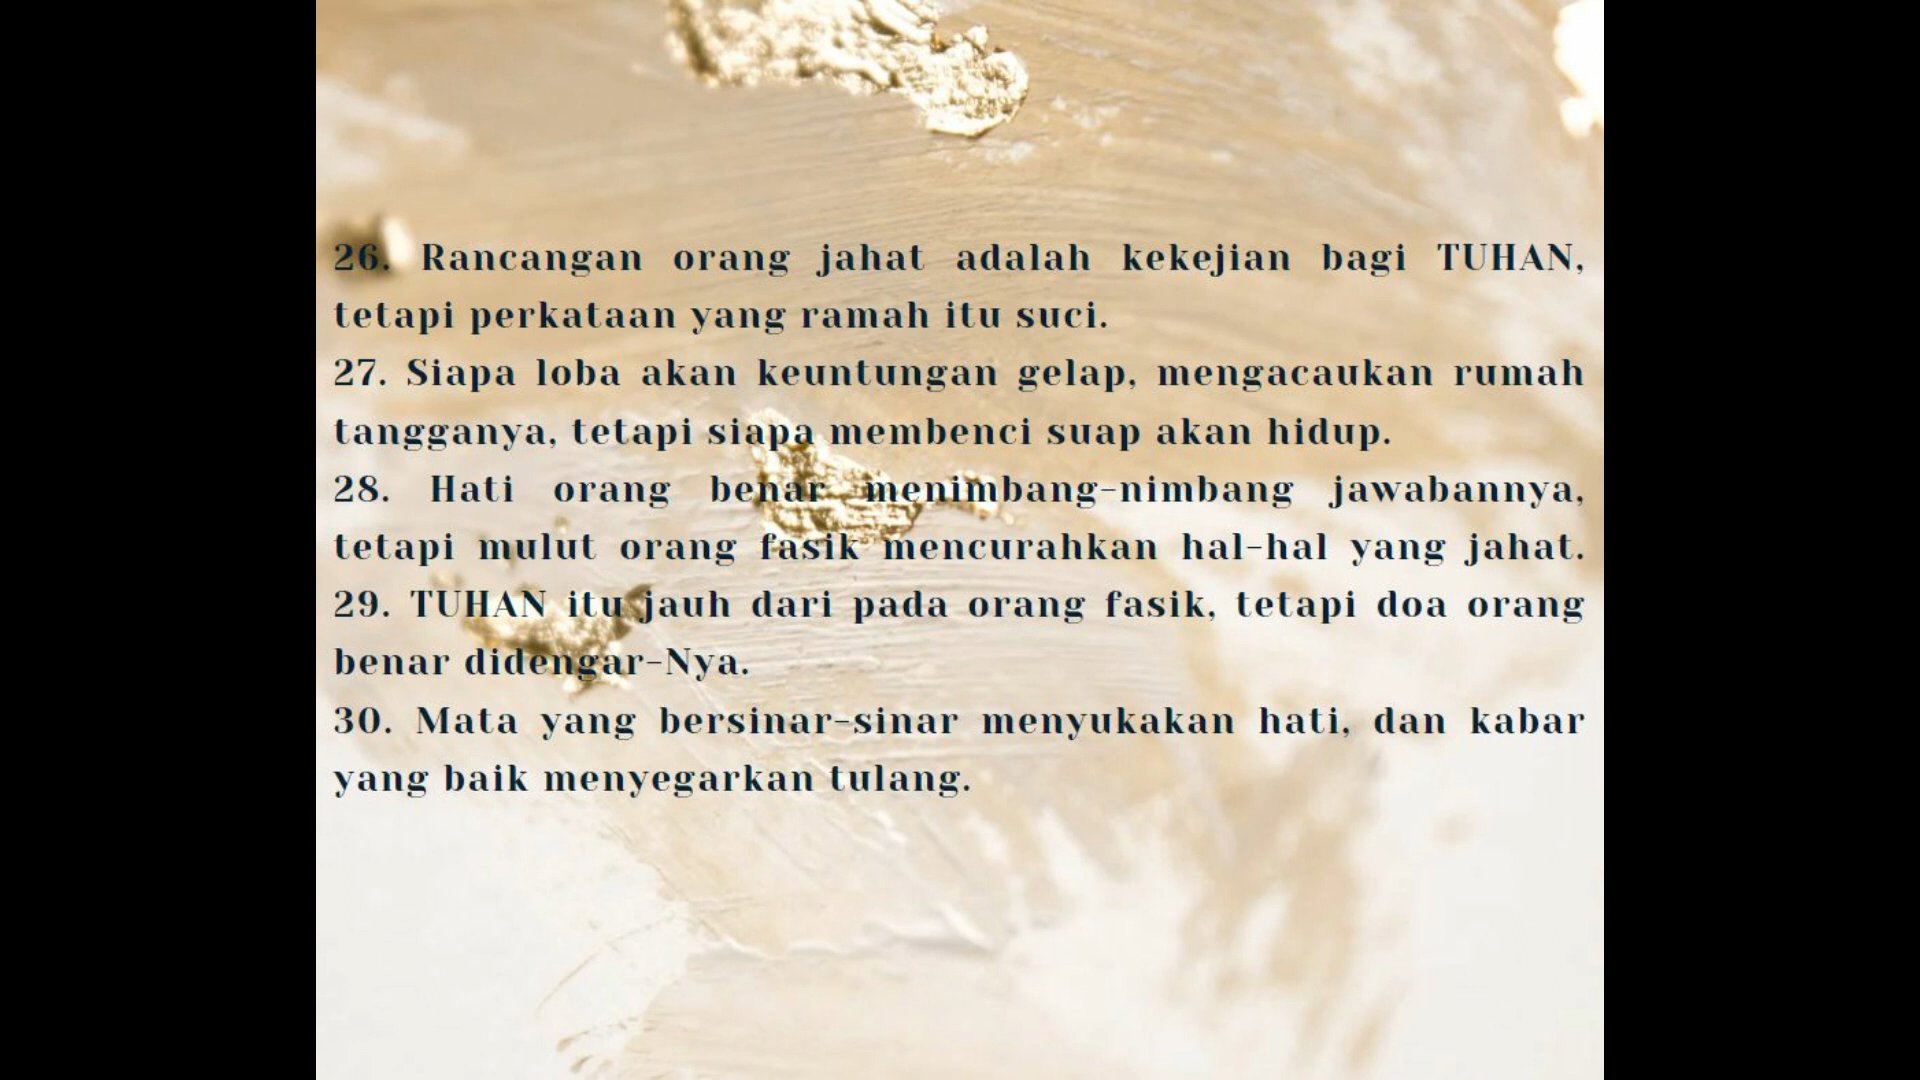 26. Rancangan orang jahat adalah kekejian bagi TUHAN,
tetapi perkataan yang ramah itu suci.
27. Siapa loba akan keuntungan gelap, mengacaukan rumah
tangganya, tetapi siapa membenci suap akan hidup.
28. Hati orang benar menimbang-nimbang jawabannya,
tetapi mulut orang fasik mencurahkan hal-hal yang jahat.
29. TUHAN itu jauh dari pada orang fasik, tetapi doa orang
benar didengar-Nya.
30. Mata yang bersinar-sinar menyukakan hati, dan kabar
yang baik menyegarkan tulang.